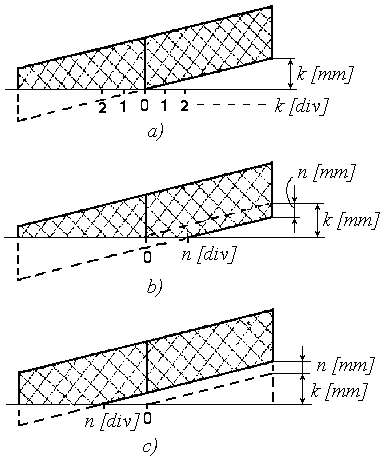 k [mm]
2 1 0 1 2 k [div]
a)
n [mm]
k [mm]
0 n [div]
b)
n [mm]
k [mm]
n [div] 0
c)